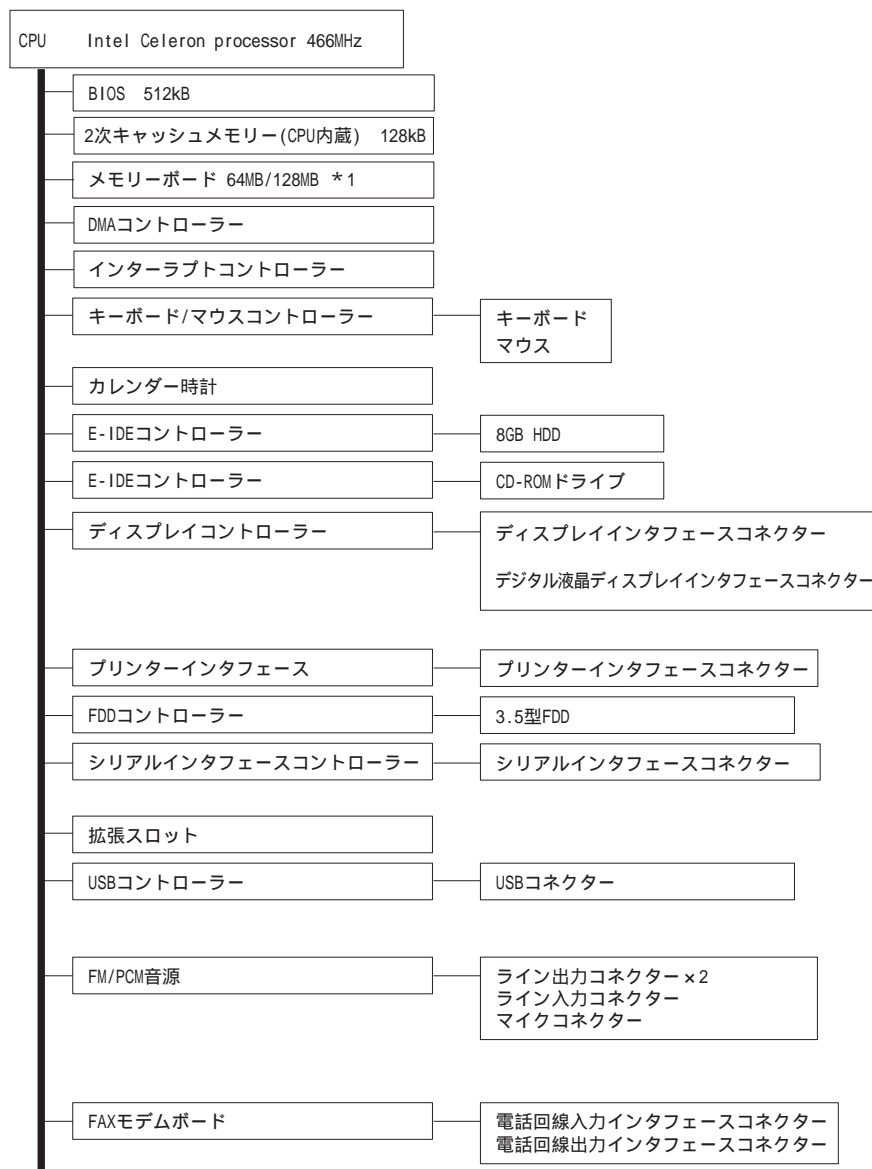 CPU Intel Celeron processor 466MHz
BIOS 512kB
2次キャッシュメモリー(CPU内蔵) 128kB
メモリーボード 64MB/128MB *1
DMAコントローラー
インターラプトコントローラー
キーボード/マウスコントローラー
キーボード
マウス
カレンダー時計
E-IDEコントローラー
8GB HDD
E-IDEコントローラー
CD-ROMドライブ
ディスプレイコントローラー
ディスプレイインタフェースコネクター
デジタル液晶ディスプレイインタフェースコネクター
プリンターインタフェース
プリンターインタフェースコネクター
FDDコントローラー
3.5型FDD
シリアルインタフェースコントローラー
シリアルインタフェースコネクター
拡張スロット
USBコントローラー
USBコネクター
FM/PCM音源
ライン出力コネクター×2
ライン入力コネクター
マイクコネクター
FAXモデムボード
電話回線入力インタフェースコネクター
電話回線出力インタフェースコネクター